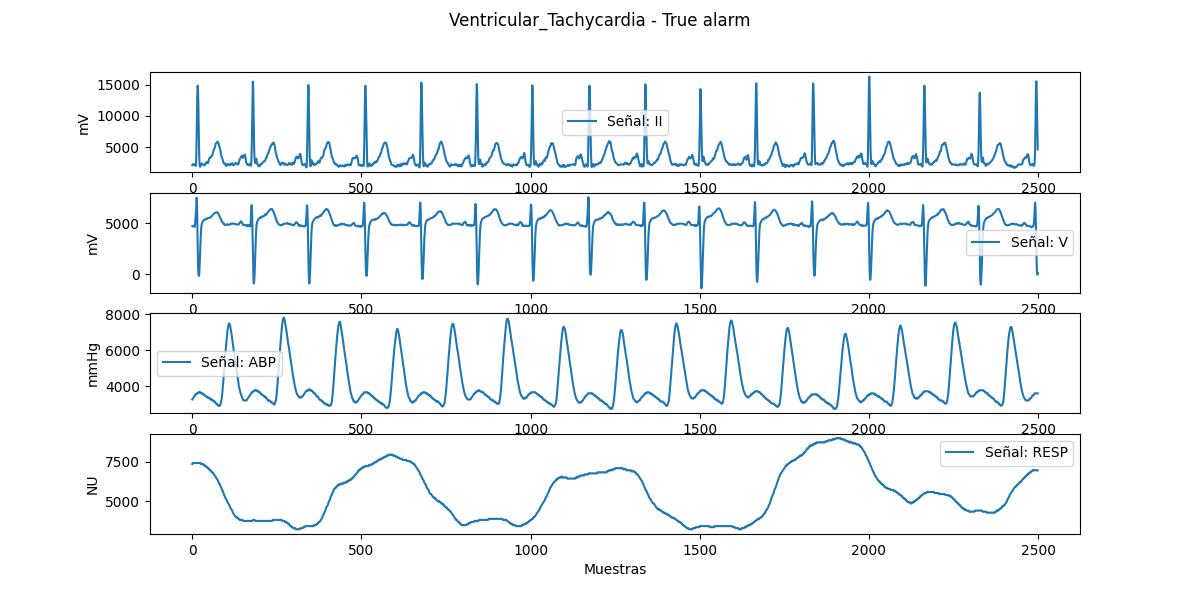 Ventricular_Tachycardia - True alarm
15000
10000
5000
mV
Señal: II
0 500 1000 1500 2000 2500
5000
0
mV
Señal: V
0 500 1000 1500 2000 2500
8000
6000
4000
mmHg
Señal: ABP
0 500 1000 1500 2000 2500
7500
5000
NU
Señal: RESP
0 500 1000 1500 2000 2500
Muestras